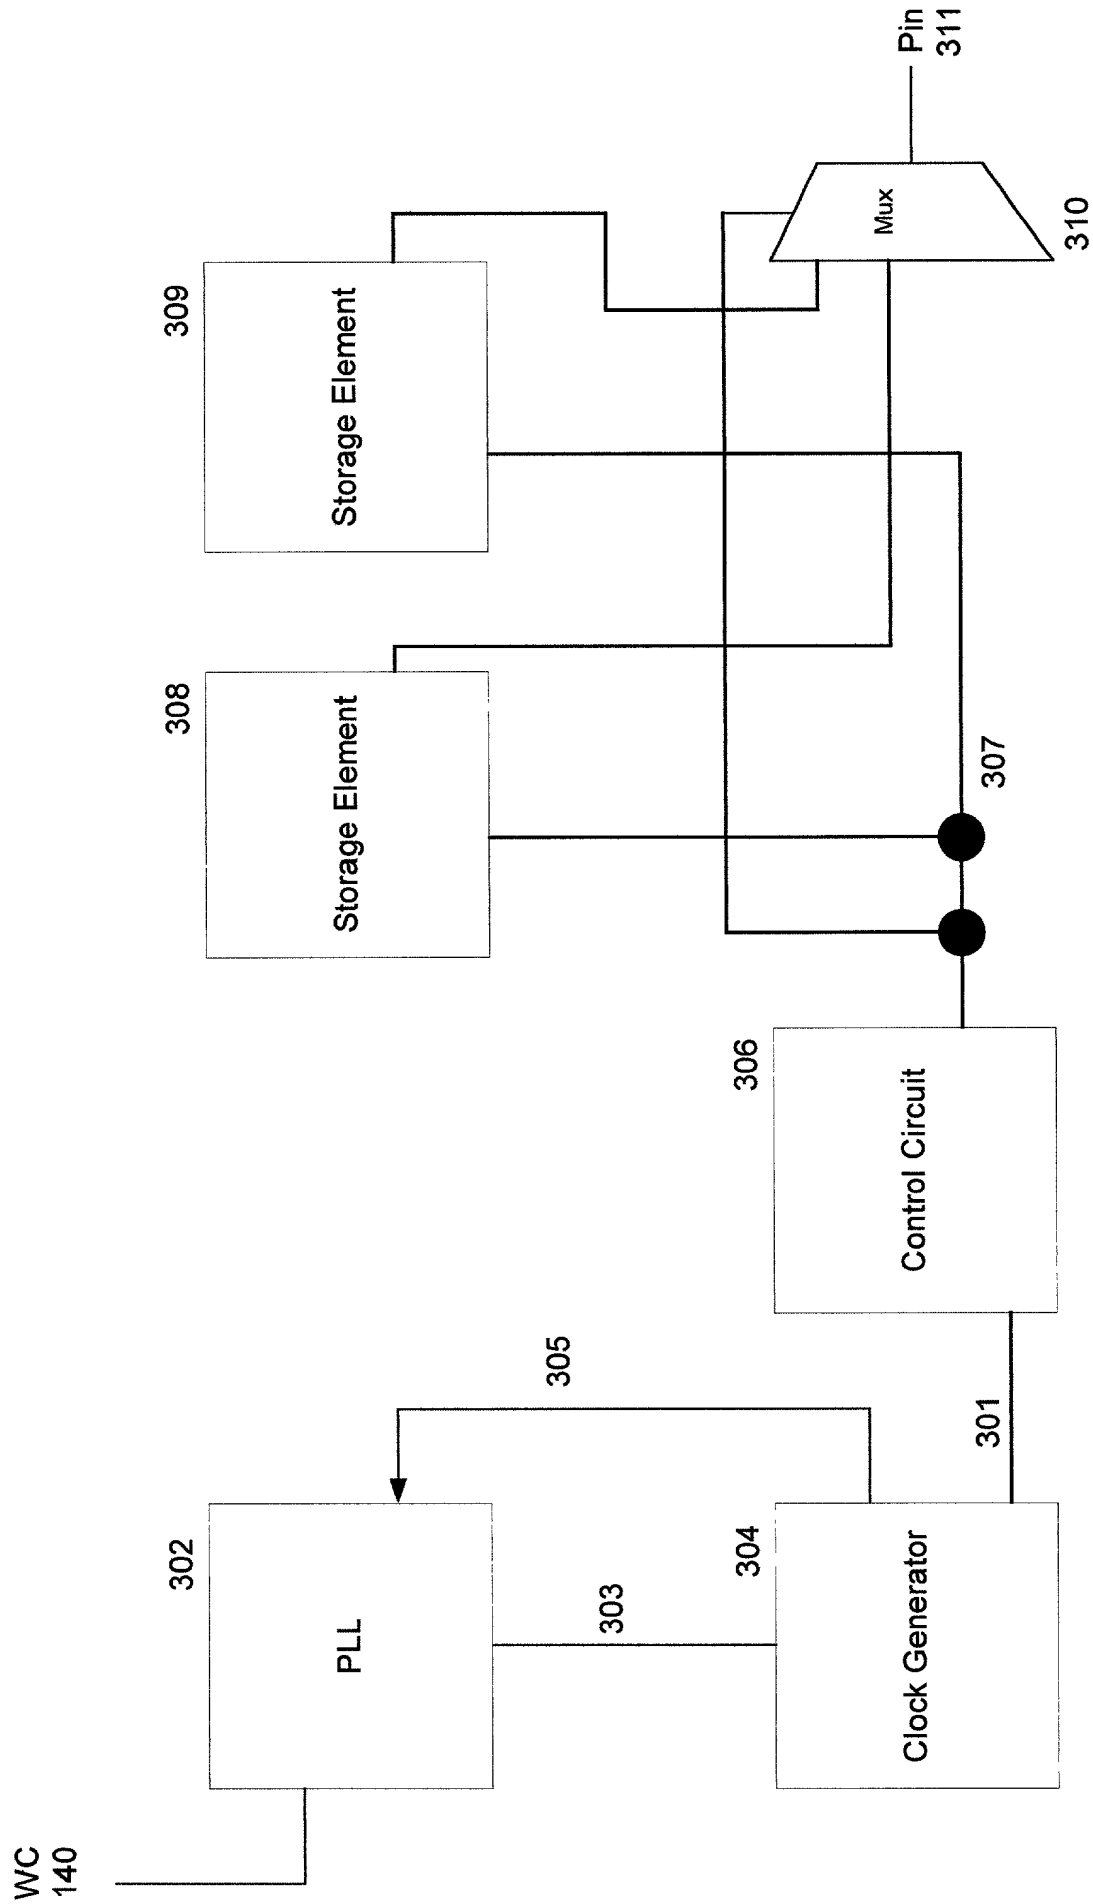 WC
140
302
PLL
303
304
Clock Generator
305
301
306
Control Circuit
307
308
Storage Element
309
Storage Element
Mux
310
Pin
311